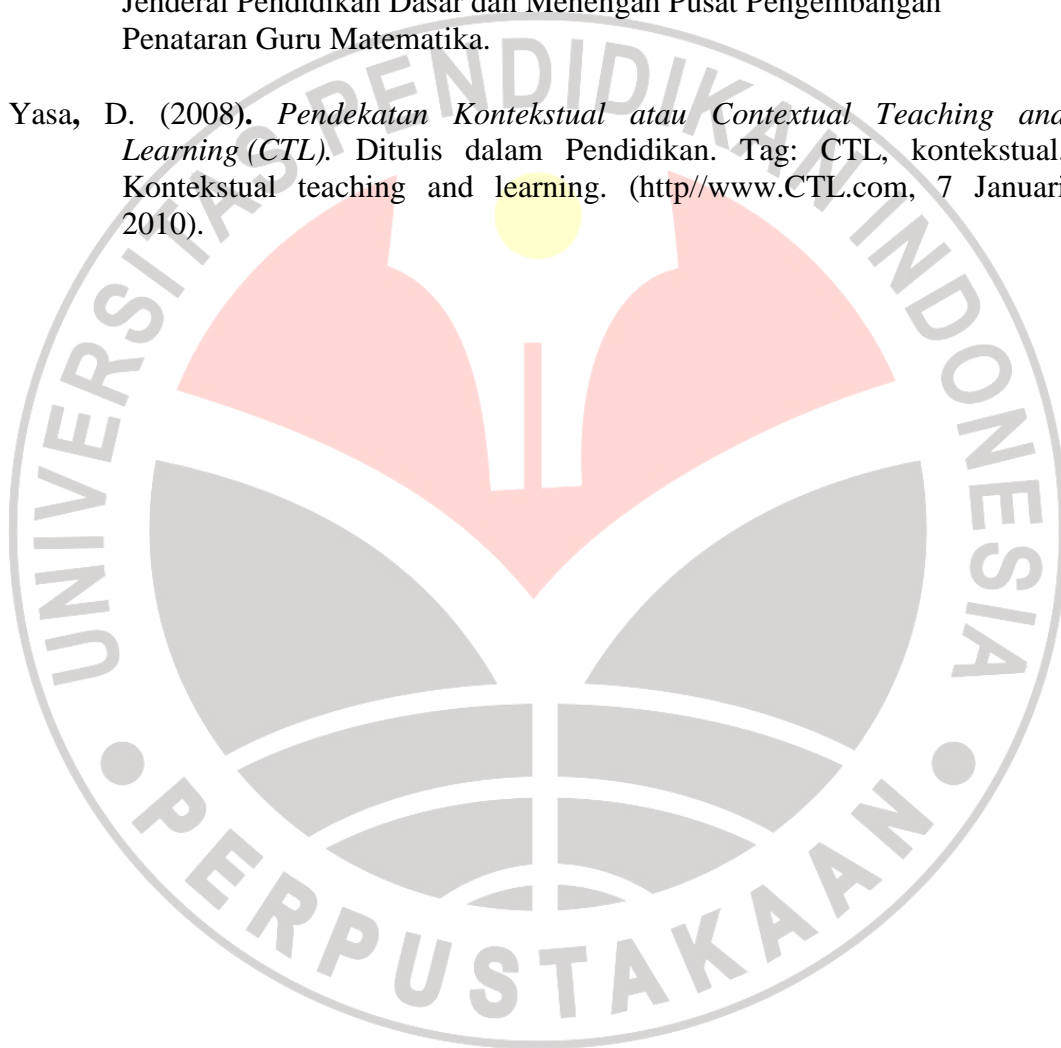 Jenderal Pendidikan Dasar dan Menengah Pusat Pengembangan
Penataran Guru Matematika.
Yasa, D. (2008). Pendekatan Kontekstual atau Contextual Teaching and
Learning (CTL). Ditulis dalam Pendidikan. Tag: CTL, kontekstual,
Kontekstual teaching and learning. (http//www.CTL.com, 7 Januari
2010).
UNIVERSITAS PENDIDIKAN INDONESIA
PERPUSTAKAAN